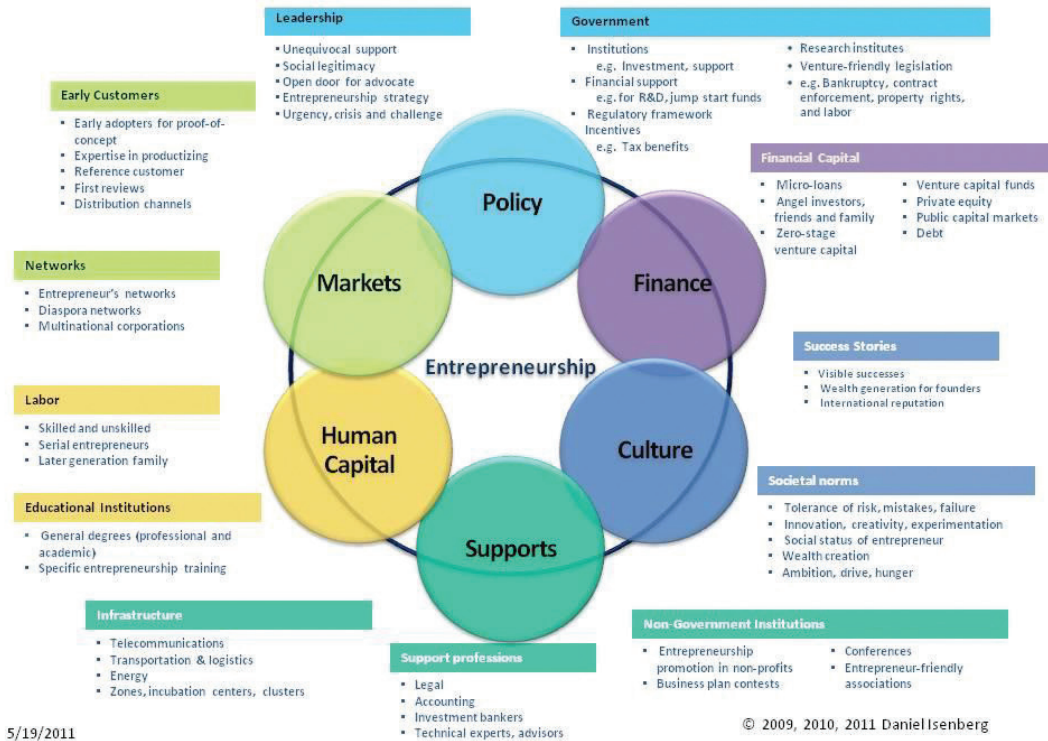 Leadership
▪ Unequivocal support
▪ Social legitimacy
▪ Open door for advocate
▪ Entrepreneurship strategy
▪ Urgency, crisis and challenge
Government
▪ Institutions
e.g. Investment, support
▪ Financial support
e.g. for R&D, jump start funds
▪ Regulatory framework
Incentives
e.g. Tax benefits
▪ Research institutes
▪ Venture-friendly legislation
▪ e.g. Bankruptcy, contract
enforcement, property rights,
and labor
Early Customers
▪ Early adopters for proof-of-
concept
▪ Expertise in productizing
▪ Reference customer
▪ First reviews
▪ Distribution channels
Financial Capital
▪ Micro-loans
▪ Angel investors,
friends and family
▪ Zero-stage
venture capital
▪ Venture capital funds
▪ Private equity
▪ Public capital markets
▪ Debt
Networks
▪ Entrepreneur's networks
▪ Diaspora networks
▪ Multinational corporations
Policy
Markets
Finance
Entrepreneurship
Human
Capital
Culture
Supports
Success Stories
▪ Visible successes
▪ Wealth generation for founders
▪ International reputation
Labor
▪ Skilled and unskilled
▪ Serial entrepreneurs
▪ Later generation family
Societal norms
▪ Tolerance of risk, mistakes, failure
▪ Innovation, creativity, experimentation
▪ Social status of entrepreneur
▪ Wealth creation
▪ Ambition, drive, hunger
Educational Institutions
▪ General degrees (professional and
academic)
▪ Specific entrepreneurship training
Infrastructure
▪ Telecommunications
▪ Transportation & logistics
▪ Energy
▪ Zones, incubation centers, clusters
Support professions
▪ Legal
▪ Accounting
▪ Investment bankers
▪ Technical experts, advisors
Non-Government Institutions
▪ Entrepreneurship
promotion in non-profits
▪ Business plan contests
▪ Conferences
▪ Entrepreneur-friendly
associations
5/19/2011
© 2009, 2010, 2011 Daniel Isenberg